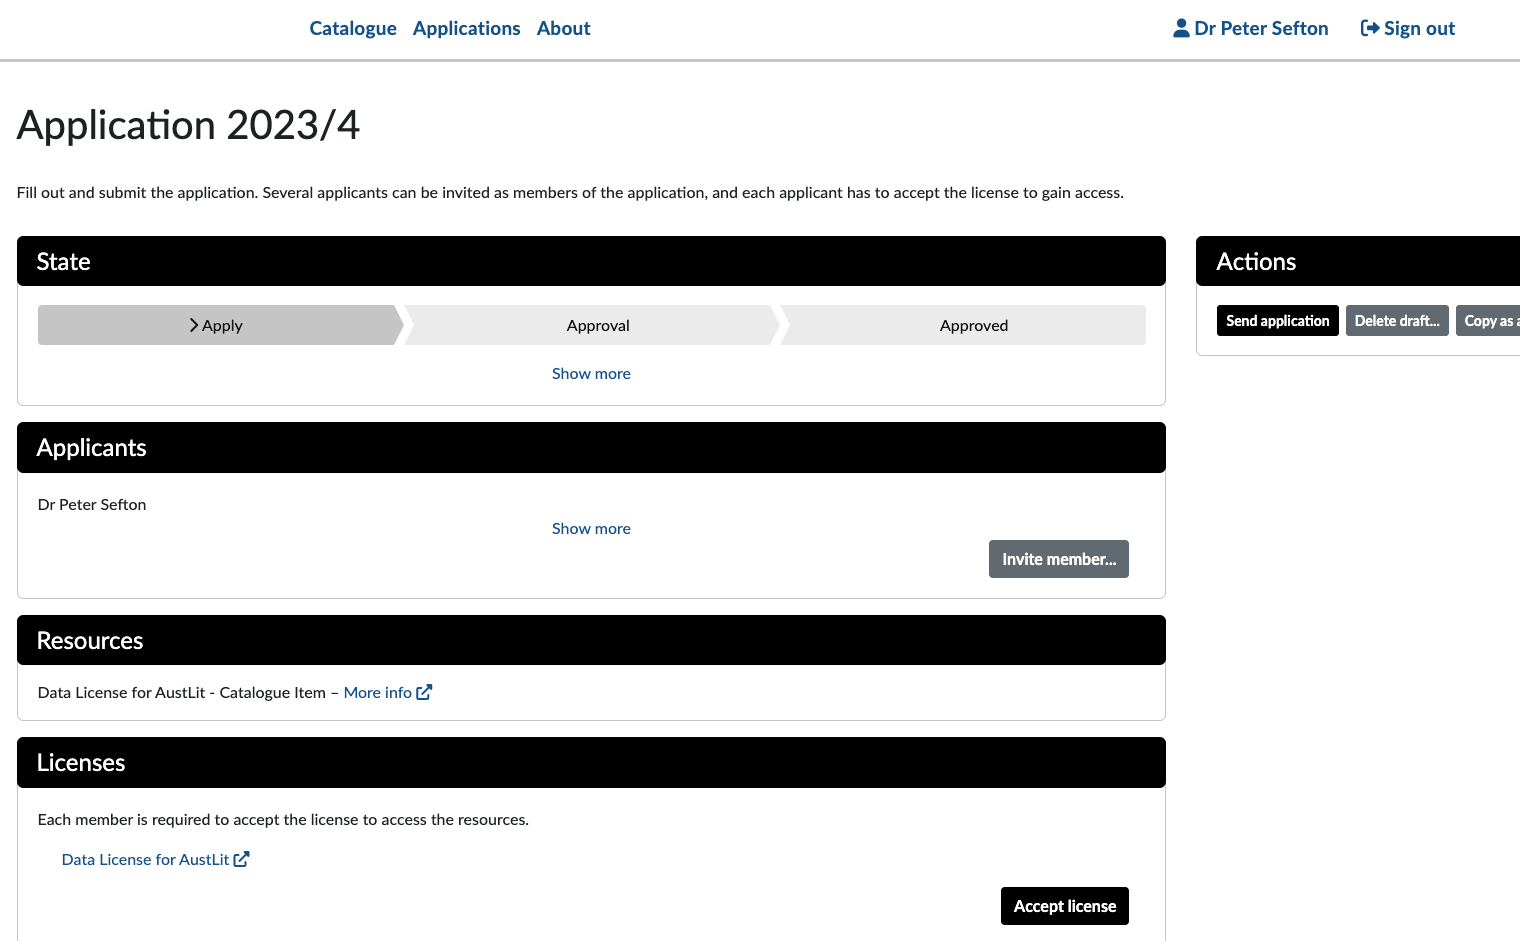 Catalogue Applications About Dr Peter Sefton Sign out
Application 2023/4
Fill out and submit the application. Several applicants can be invited as members of the application, and each applicant has to accept the license to gain access.
State
Apply Approval Approved
Show more
Actions
Send application Delete draft... Copy as a
Applicants
Dr Peter Sefton
Show more
Invite member...
Resources
Data License for AustLit - Catalogue Item – More info
Licenses
Each member is required to accept the license to access the resources.
Data License for AustLit
Accept license